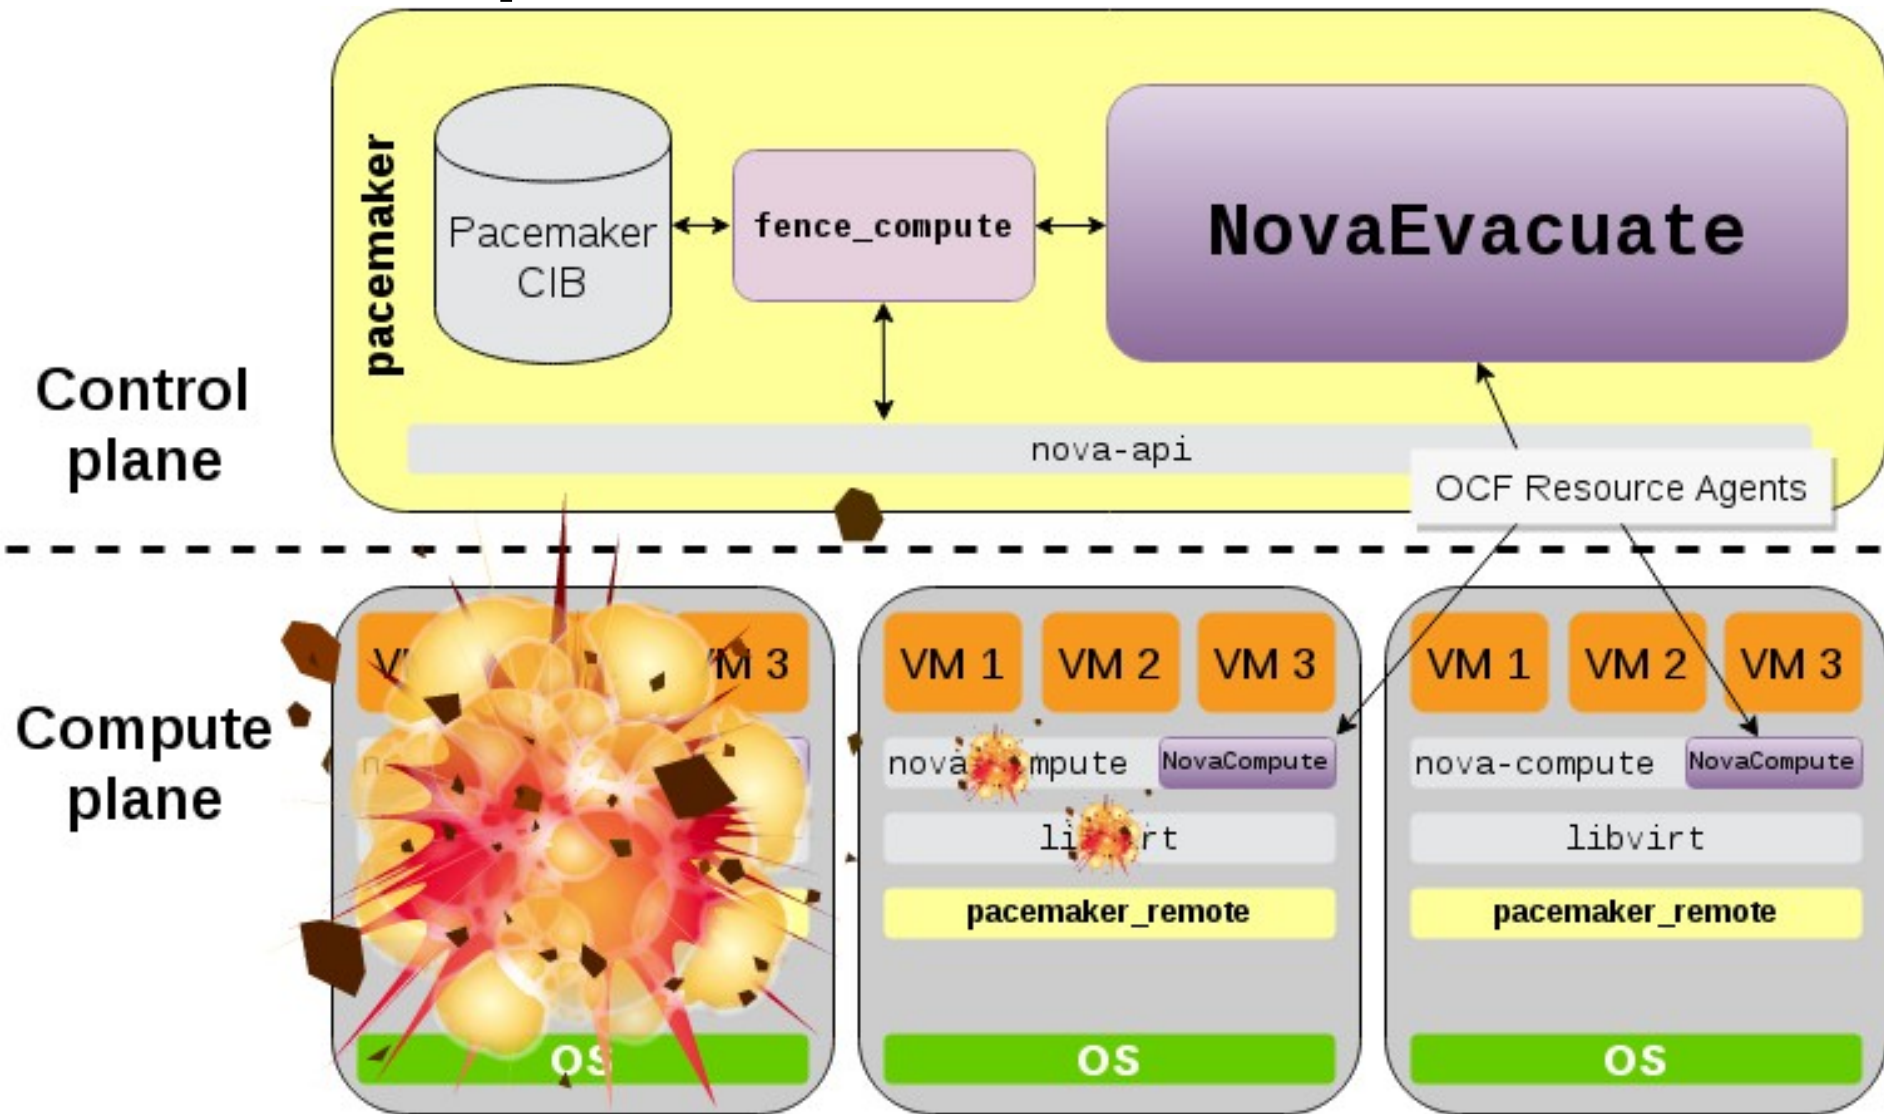 pacemaker
Pacemaker
CIB
fence_compute
NovaEvacuate
Control
plane
nova-api
OCF Resource Agents
Compute
plane
VM 3
OS
VM 1
VM 2
VM 3
NovaCompute
pacemaker_remote
OS
VM 1
VM 2
VM 3
nova-compute
NovaCompute
libvirt
pacemaker_remote
OS